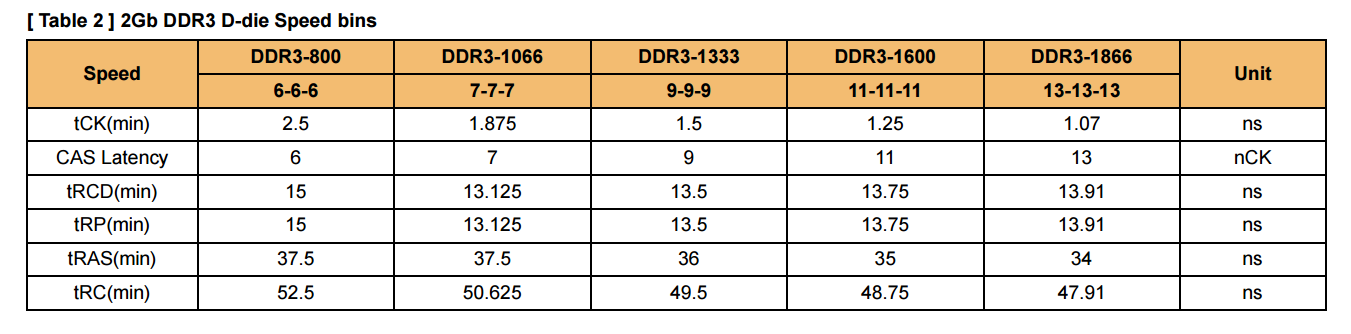 [ Table 2 ] 2Gb DDR3 D-die Speed bins
Speed DDR3-800 DDR3-1066 DDR3-1333 DDR3-1600 DDR3-1866 Unit
6-6-6 7-7-7 9-9-9 11-11-11 13-13-13
tCK(min) 2.5 1.875 1.5 1.25 1.07 ns
CAS Latency 6 7 9 11 13 nCK
tRCD(min) 15 13.125 13.5 13.75 13.91 ns
tRP(min) 15 13.125 13.5 13.75 13.91 ns
tRAS(min) 37.5 37.5 36 35 34 ns
tRC(min) 52.5 50.625 49.5 48.75 47.91 ns